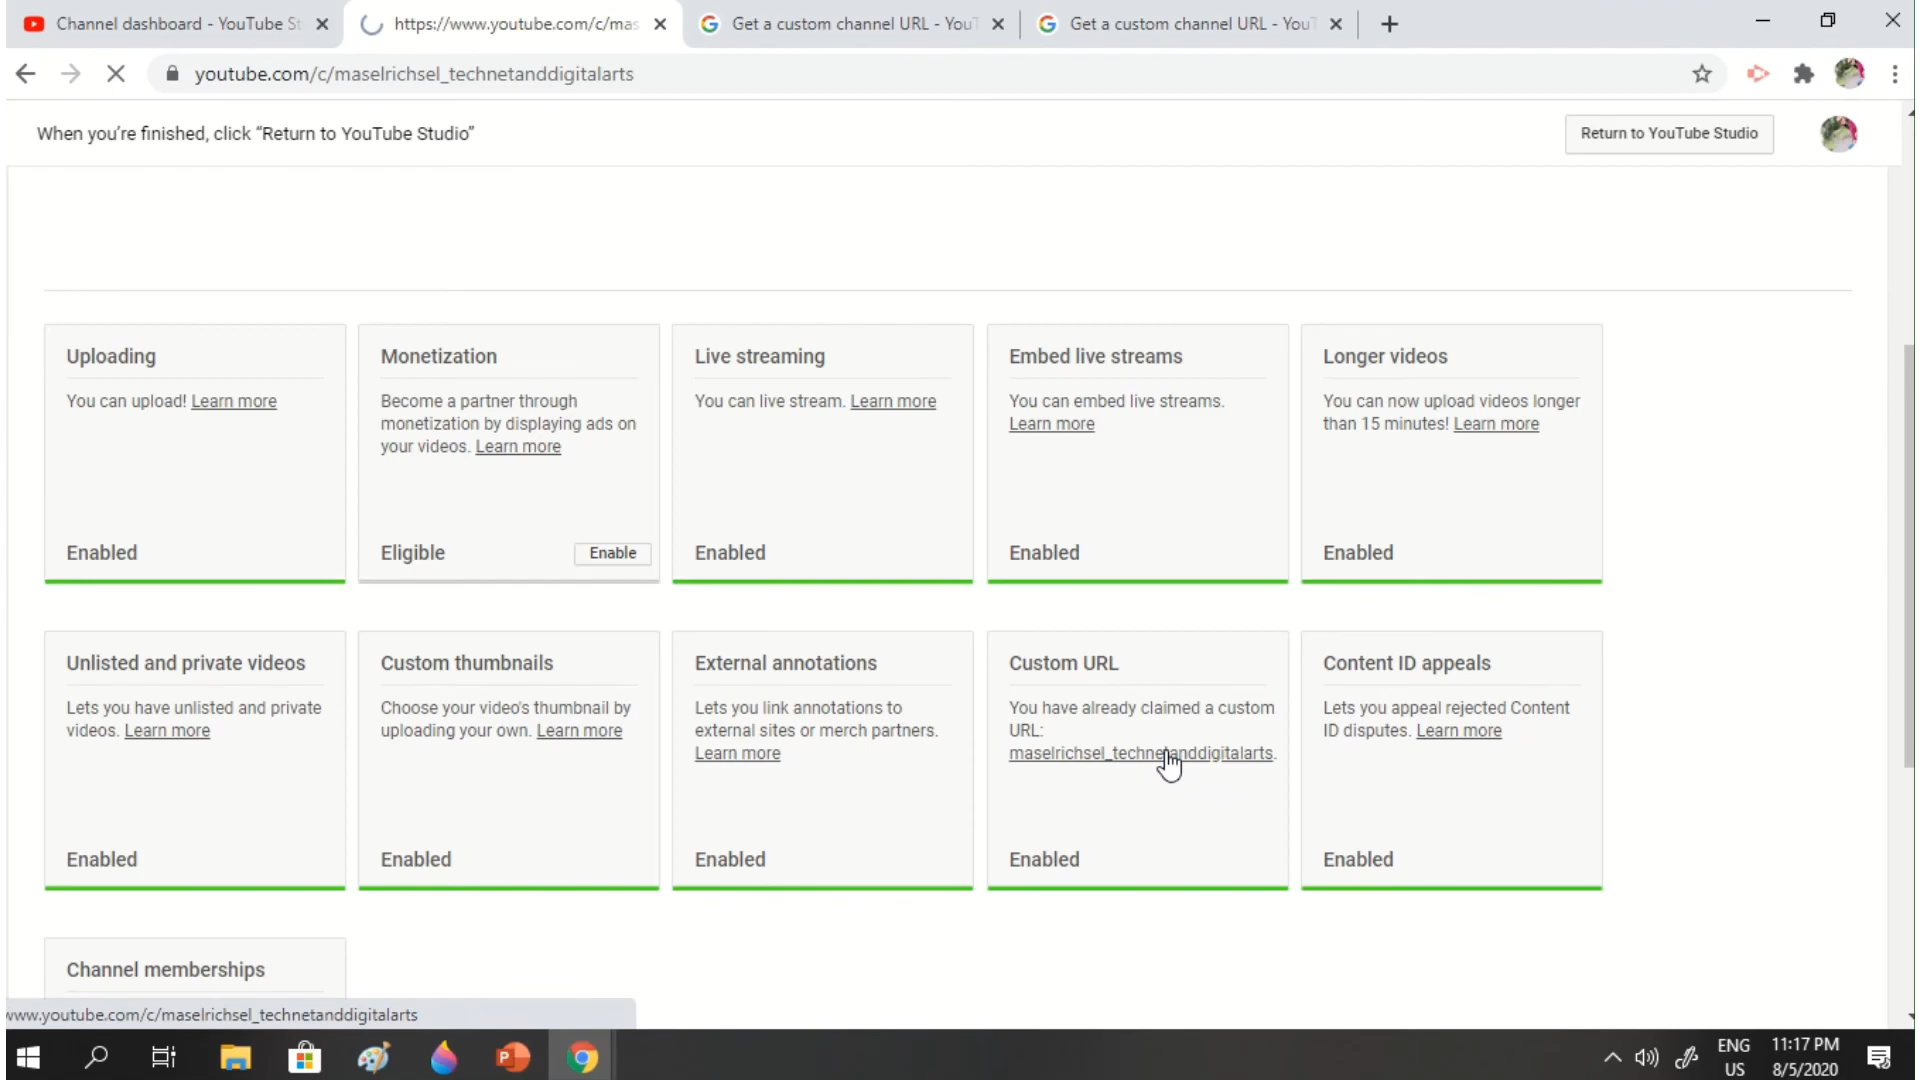 Channel dashboard - YouTube St
https://www.youtube.com/c/mas
Get a custom channel URL - YouT
Get a custom channel URL - YouT
youtube.com/c/maselrichsel_technetanddigitalarts
When you're finished, click “Return to YouTube Studio”
Return to YouTube Studio
Uploading
You can upload! Learn more
Enabled
Monetization
Become a partner through
monetization by displaying ads on
your videos. Learn more
Eligible
Enable
Live streaming
You can live stream. Learn more
Enabled
Embed live streams
You can embed live streams.
Learn more
Enabled
Longer videos
You can now upload videos longer
than 15 minutes! Learn more
Enabled
Unlisted and private videos
Lets you have unlisted and private
videos. Learn more
Enabled
Custom thumbnails
Choose your video's thumbnail by
uploading your own. Learn more
Enabled
External annotations
Lets you link annotations to
external sites or merch partners.
Learn more
Enabled
Custom URL
You have already claimed a custom
URL:
maselrichsel_technetanddigitalarts.
Enabled
Content ID appeals
Lets you appeal rejected Content
ID disputes. Learn more
Enabled
Channel memberships
www.youtube.com/c/maselrichsel_technetanddigitalarts
ENG
US
11:17 PM
8/5/2020